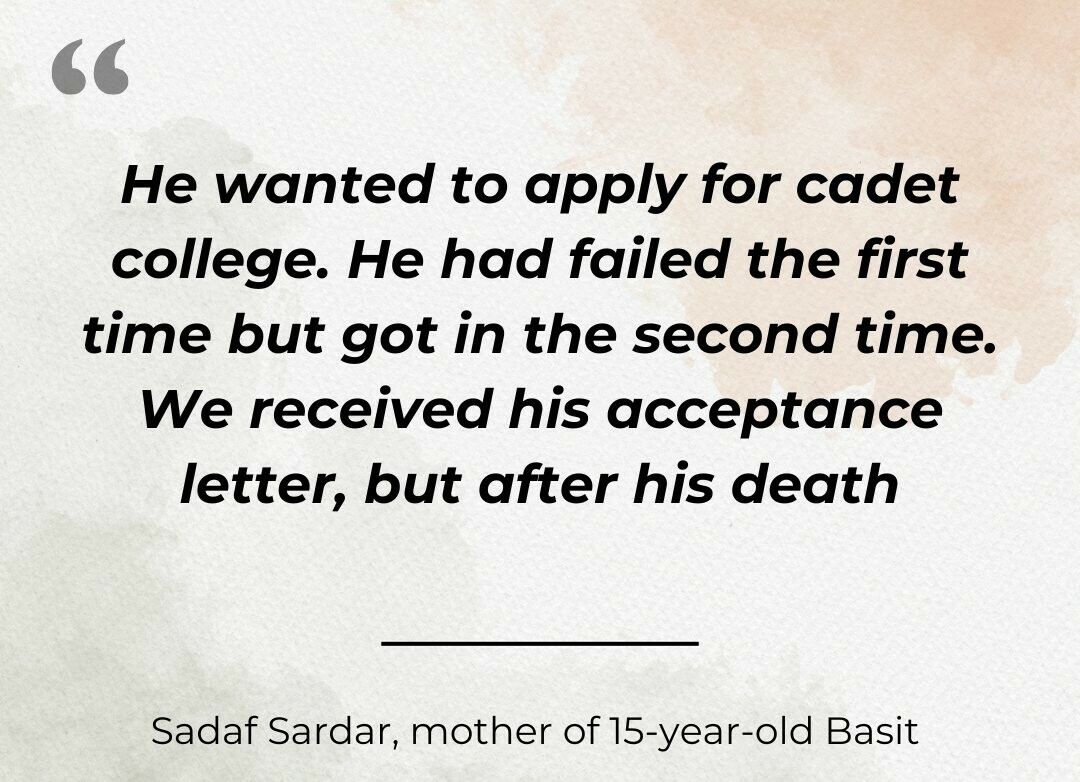 “
He wanted to apply for cadet
college. He had failed the first
time but got in the second time.
We received his acceptance
letter, but after his death
Sadaf Sardar, mother of 15-year-old Basit